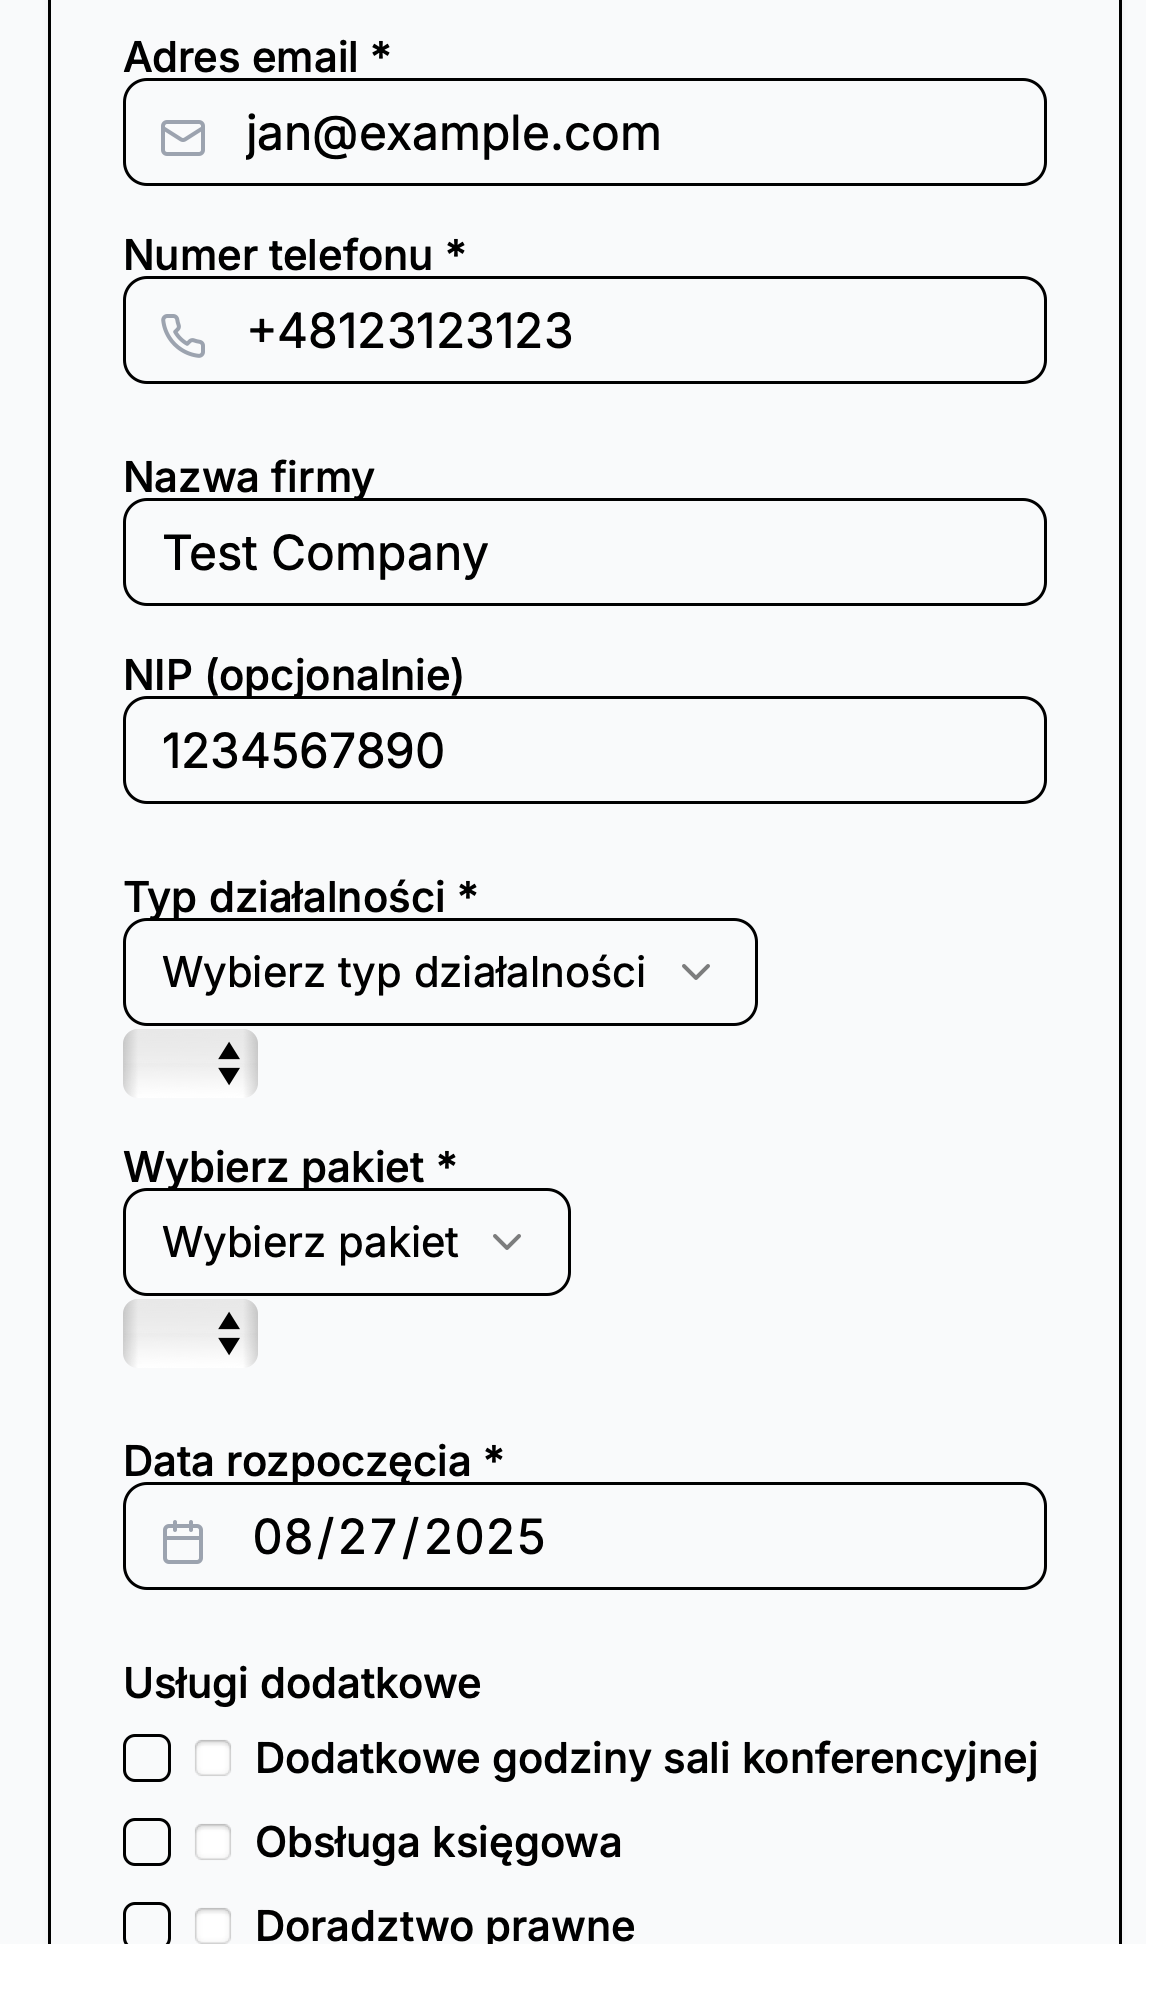 Adres email *
jan@example.com
Numer telefonu *
+48123123123
Nazwa firmy
Test Company
NIP (opcjonalnie)
1234567890
Typ działalności *
Wybierz typ działalności
Wybierz pakiet *
Wybierz pakiet
Data rozpoczęcia *
08/27/2025
Usługi dodatkowe
Dodatkowe godziny sali konferencyjnej
Obsługa księgowa
Doradztwo prawne